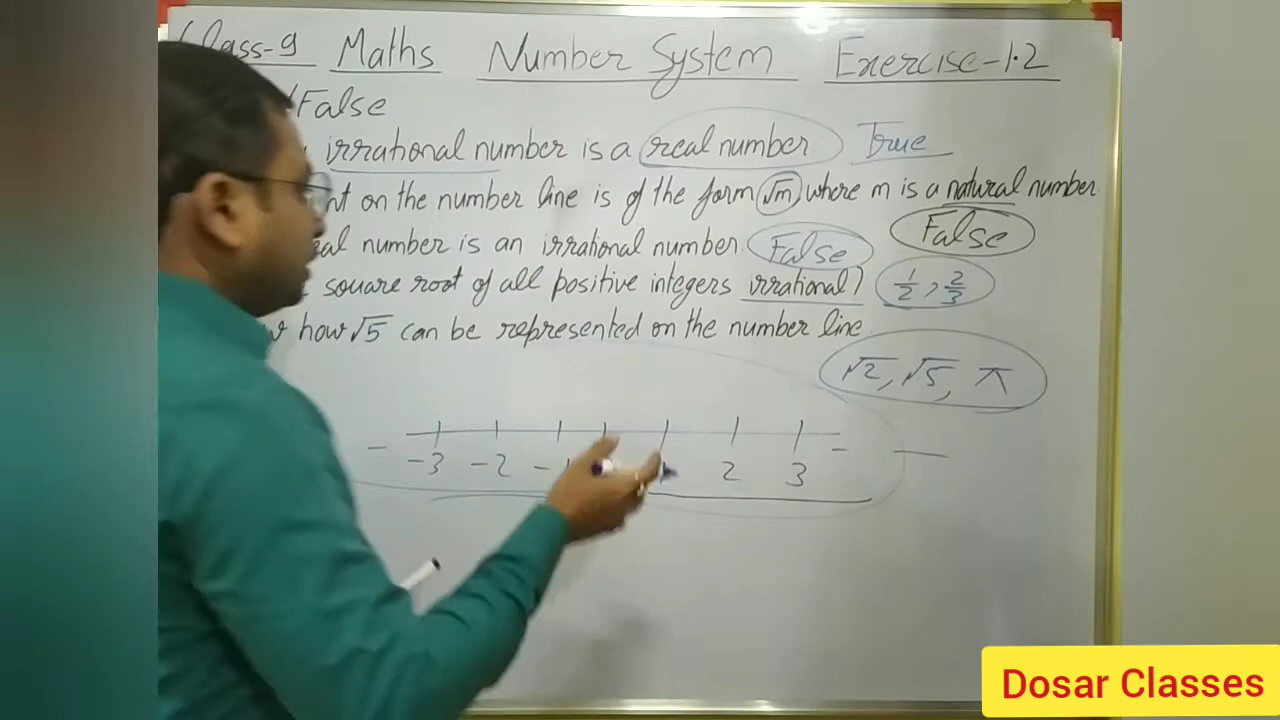 Class-9 Maths Number System Exercise-1.2
/False
irrational number is a real number True
on the number line is of the form √m, where m is a natural number
False
number is an irrational number False
square root of all positive integers irrational? 1/2, 2/3
how √5 can be represented on the number line.
√2, √5, π
-3 -2 2 3
Dosar Classes